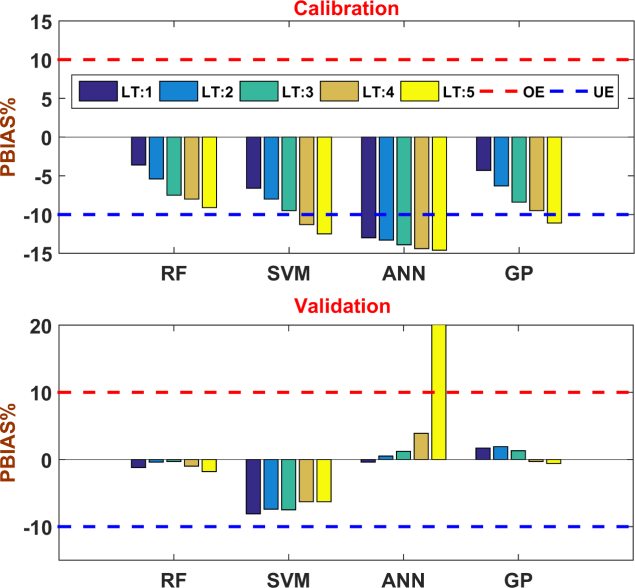 Calibration
15
10
LT:1 LT:2 LT:3 LT:4 LT:5 OE UE
5
0
-5
-10
-15
PBIAS%
RF SVM ANN GP
Validation
20
10
0
-10
PBIAS%
RF SVM ANN GP